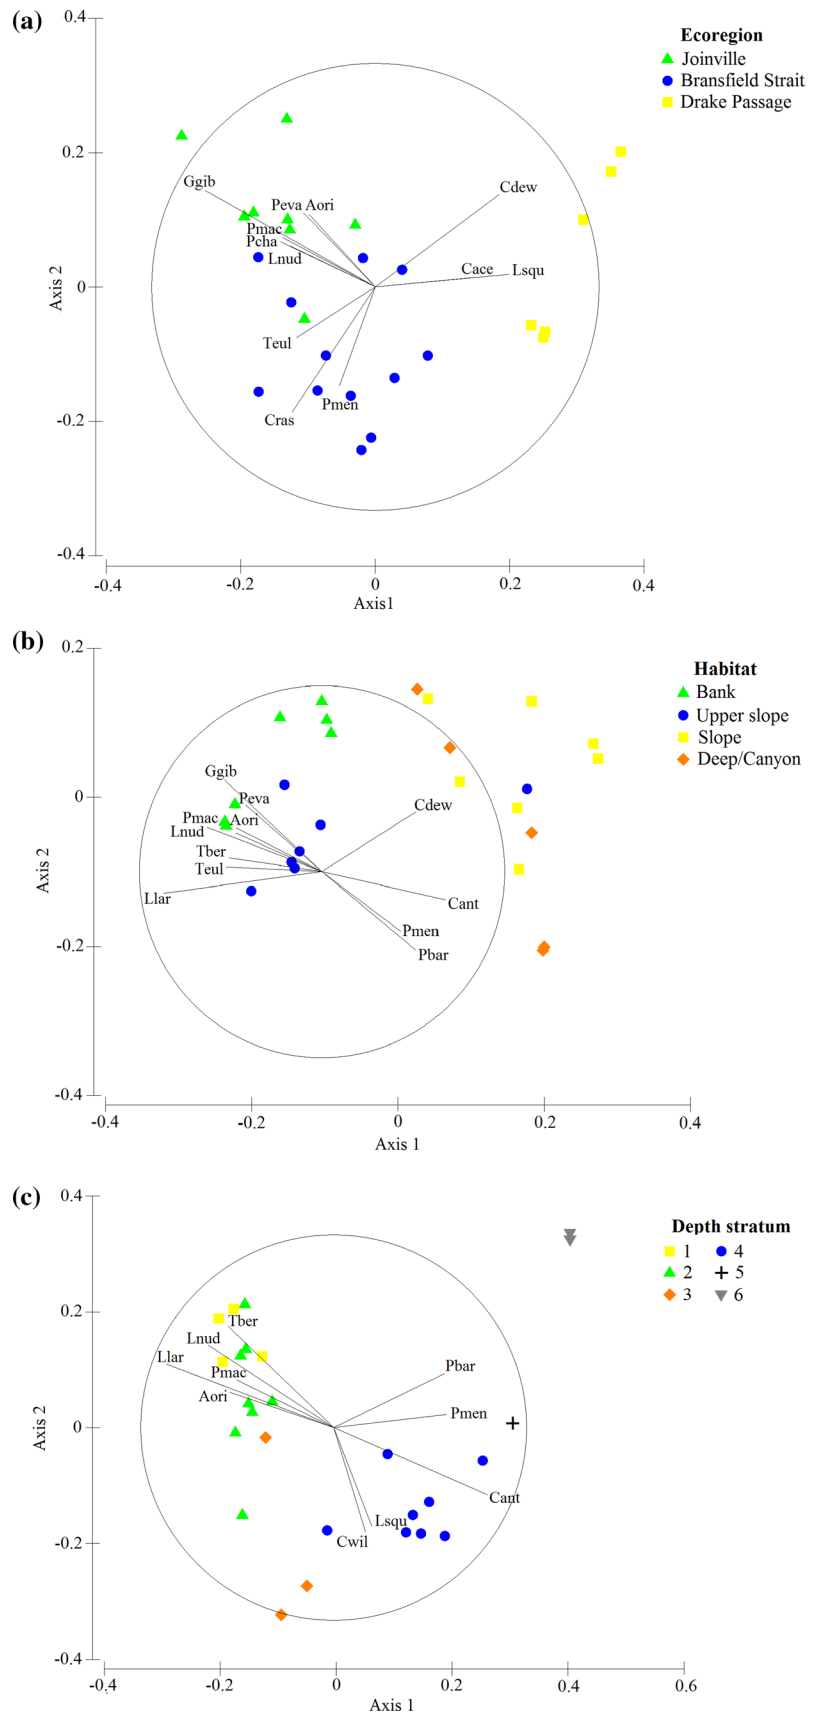 (a)
0.4
0.2
0
-0.2
-0.4
Axis 2
Ecoregion
Joinville
Bransfield Strait
Drake Passage
Ggib
Peva Aori
Cdew
Pmac
Pcha
Lnud
Cace
Lsqu
Teul
Pmen
Cras
-0.4
-0.2
0
0.2
0.4
Axis1
(b)
0.2
0
-0.2
-0.4
Axis 2
Habitat
Bank
Upper slope
Slope
Deep/Canyon
Ggib
Peva
Cdew
Pmac
Aori
Lnud
Tber
Teul
Llar
Cant
Pmen
Pbar
-0.4
-0.2
0
0.2
0.4
Axis 1
(c)
0.4
0.2
0
-0.2
-0.4
Axis 2
Depth stratum
1 4
2 5
3 6
Tber
Lnud
Llar
Pmac
Pbar
Aori
Pmen
Cant
Lsqu
Cwil
-0.4
-0.2
0
0.2
0.4
0.6
Axis 1